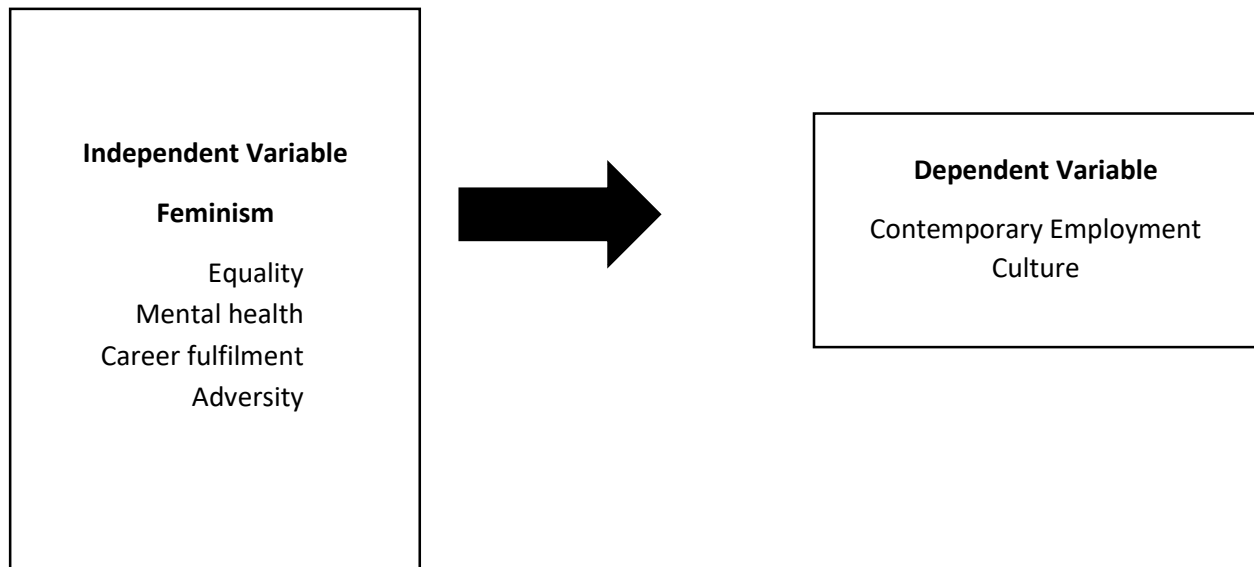 Independent Variable
Feminism
Equality
Mental health
Career fulfilment
Adversity
Dependent Variable
Contemporary Employment
Culture